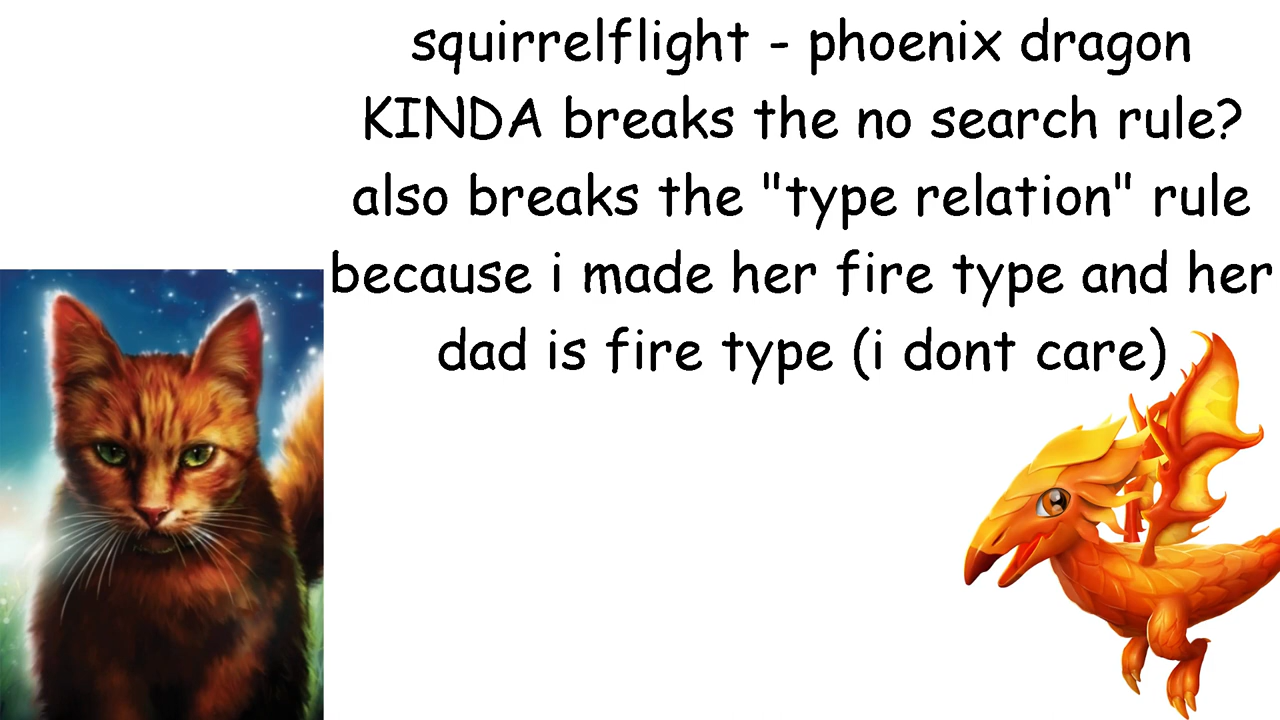 squirrelflight - phoenix dragon
KINDA breaks the no search rule?
also breaks the "type relation" rule
because i made her fire type and her
dad is fire type (i dont care)